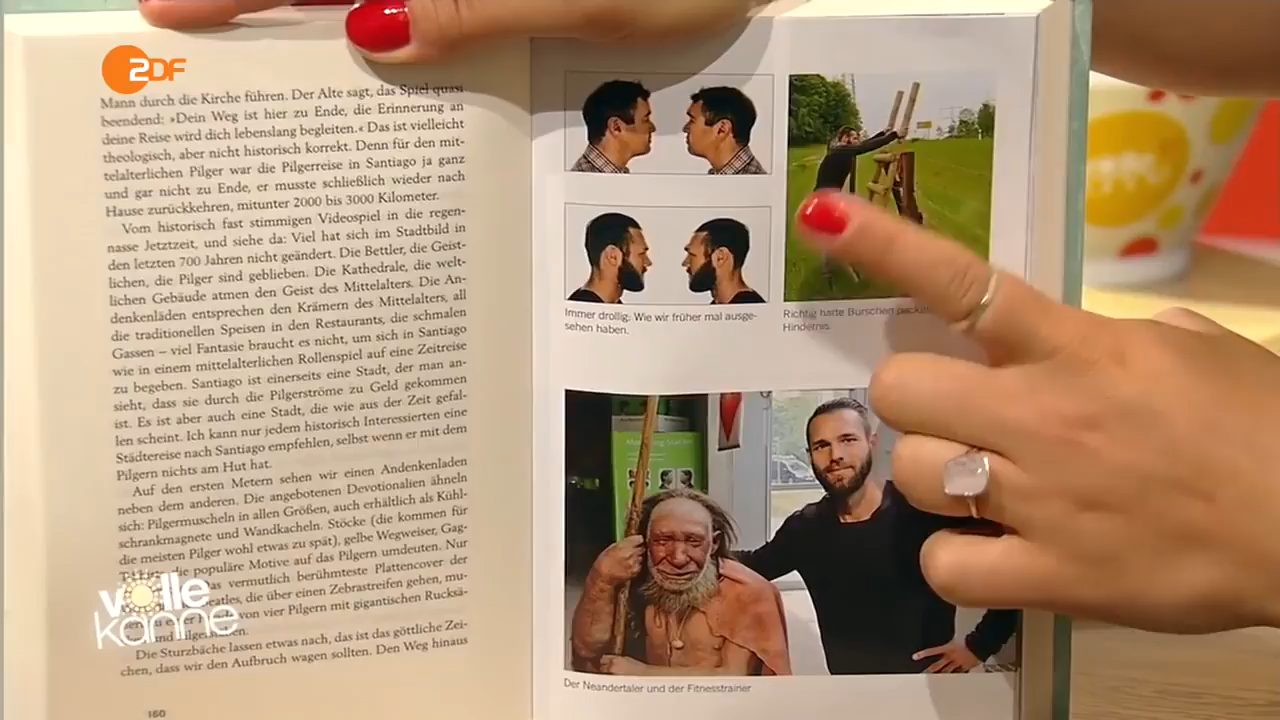 ZDF
Mann durch die Kirche führen. Der Alte sagt, das Spiel quasi
beendend: »Dein Weg ist hier zu Ende, die Erinnerung an
deine Reise wird dich lebenslang begleiten.« Das ist vielleicht
theologisch, aber nicht historisch korrekt. Denn für den mit-
telalterlichen Pilger war die Pilgerreise in Santiago ja ganz
und gar nicht zu Ende, er musste schließlich wieder nach
Hause zurückkehren, mitunter 2000 bis 3000 Kilometer.
Vom historisch fast stimmigen Videospiel in die regen-
nasse Jetztzeit, und siehe da: Viel hat sich im Stadtbild in
den letzten 700 Jahren nicht geändert. Die Bettler, die Geist-
lichen, die Pilger sind geblieben. Die Kathedrale, die welt-
lichen Gebäude atmen den Geist des Mittelalters. Die An-
denkenläden entsprechen den Krämern des Mittelalters, all
die traditionellen Speisen in den Restaurants, die schmalen
Gassen – viel Fantasie braucht es nicht, um sich in Santiago
wie in einem mittelalterlichen Rollenspiel auf eine Zeitreise
zu begeben. Santiago ist einerseits eine Stadt, der man an-
sieht, dass sie durch die Pilgerströme zu Geld gekommen
ist. Es ist aber auch eine Stadt, die wie aus der Zeit gefal-
len scheint. Ich kann nur jedem historisch Interessierten eine
Städtereise nach Santiago empfehlen, selbst wenn er mit dem
Pilgern nichts am Hut hat.
Auf den ersten Metern sehen wir einen Andenkenladen
neben dem anderen. Die angebotenen Devotionalien ähneln
sich: Pilgermuscheln in allen Größen, auch erhältlich als Kühl-
schrankmagnete und Wandkacheln. Stöcke (die kommen für
die meisten Pilger wohl etwas zu spät), gelbe Wegweiser, Gag-
die populäre Motive auf das Pilgern umdeuten. Nur
das vermutlich berühmteste Plattencover der
Beatles, die über einen Zebrastreifen gehen, mu-
von vier Pilgern mit gigantischen Rucksä-
und
Die Sturzbäche lassen etwas nach, das ist das göttliche Zei-
chen, dass wir den Aufbruch wagen sollten. Den Weg hinaus
160
volle
kanne
Immer drollig: Wie wir früher mal ausge-
sehen haben.
Richtig harte Burschen packen
Hindernis.
Der Neandertaler und der Fitnesstrainer